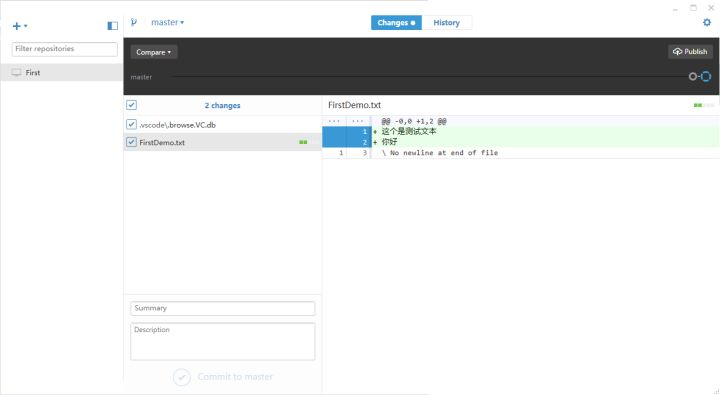 master
Changes
History
Filter repositories
First
Compare
Publish
master
2 changes
FirstDemo.txt
.vscode\.browse.VC.db
FirstDemo.txt
... ... @@ -0,0 +1,2 @@
1 + 这个是测试文本
2 + 你好
1 3 \ No newline at end of file
Summary
Description
Commit to master